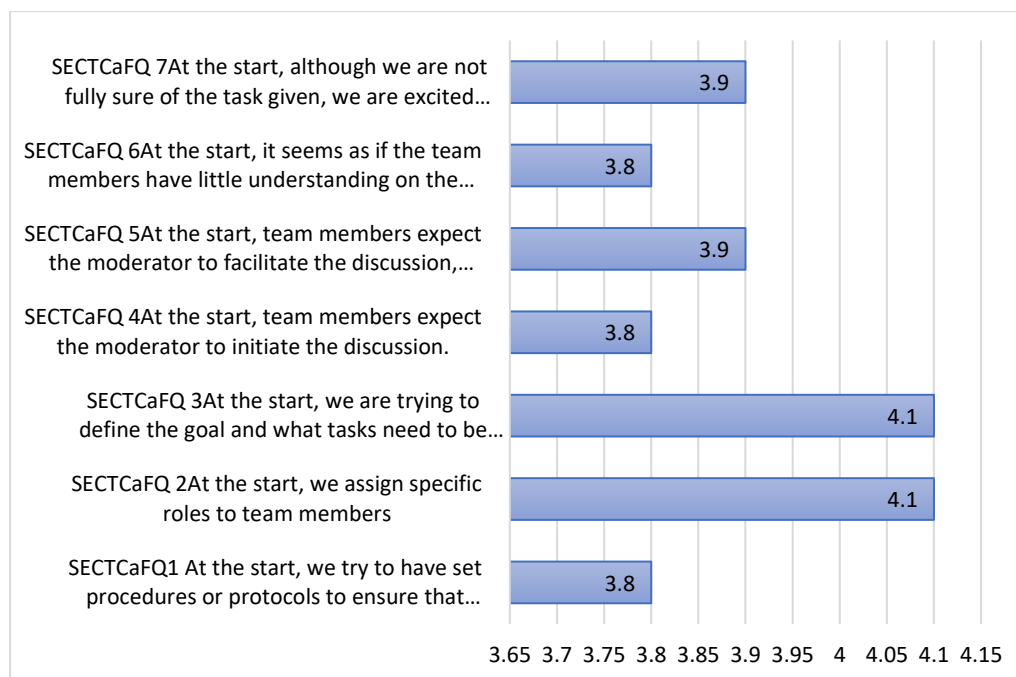 SECTCaFQ 7At the start, although we are not
fully sure of the task given, we are excited…
3.9
SECTCaFQ 6At the start, it seems as if the team
members have little understanding on the…
3.8
SECTCaFQ 5At the start, team members expect
the moderator to facilitate the discussion,…
3.9
SECTCaFQ 4At the start, team members expect
the moderator to initiate the discussion.
3.8
SECTCaFQ 3At the start, we are trying to
define the goal and what tasks need to be…
4.1
SECTCaFQ 2At the start, we assign specific
roles to team members
4.1
SECTCaFQ1 At the start, we try to have set
procedures or protocols to ensure that…
3.8
3.65 3.7 3.75 3.8 3.85 3.9 3.95 4 4.05 4.1 4.15